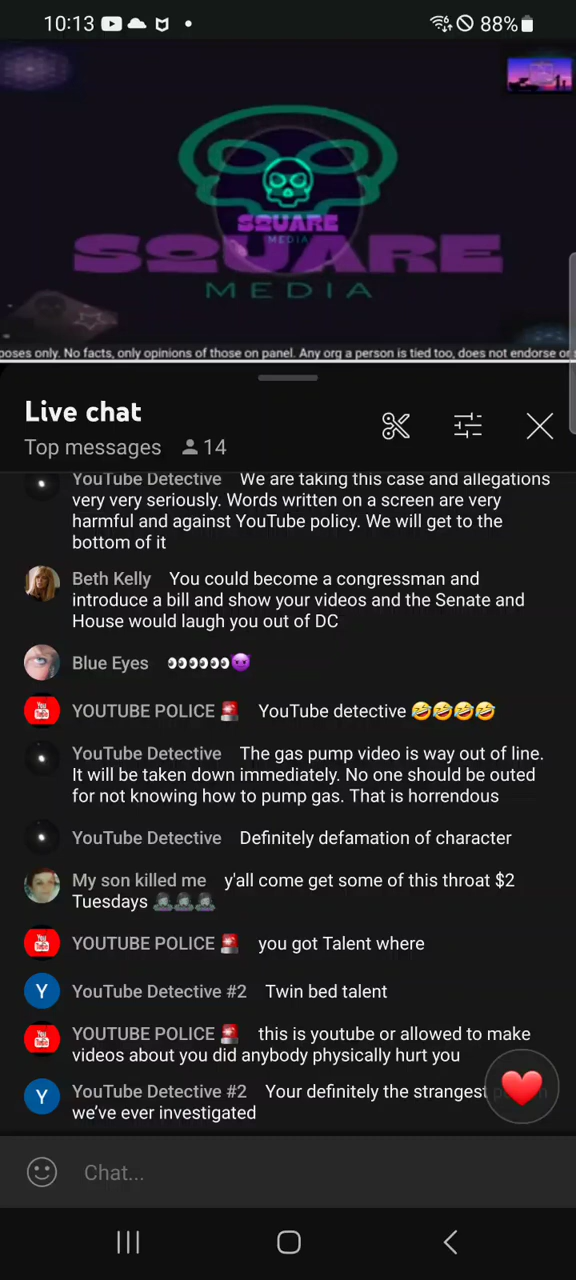 10:13
88%
SQUARE
MEDIA
SQUARE
MEDIA
poses only. No facts, only opinions of those on panel. Any org a person is tied too, does not endorse or
Live chat
Top messages 14
YouTube Detective We are taking this case and allegations
very very seriously. Words written on a screen are very
harmful and against YouTube policy. We will get to the
bottom of it
Beth Kelly You could become a congressman and
introduce a bill and show your videos and the Senate and
House would laugh you out of DC
Blue Eyes 👀👀👀👀👀👀😈
You
Tube
YOUTUBE POLICE 🚨 YouTube detective 🤣🤣🤣🤣
YouTube Detective The gas pump video is way out of line.
It will be taken down immediately. No one should be outed
for not knowing how to pump gas. That is horrendous
YouTube Detective Definitely defamation of character
My son killed me y'all come get some of this throat $2
Tuesdays
You
Tube
YOUTUBE POLICE 🚨 you got Talent where
Y YouTube Detective #2 Twin bed talent
You
Tube
YOUTUBE POLICE 🚨 this is youtube or allowed to make
videos about you did anybody physically hurt you
Y YouTube Detective #2 Your definitely the strangest
we've ever investigated
Chat...